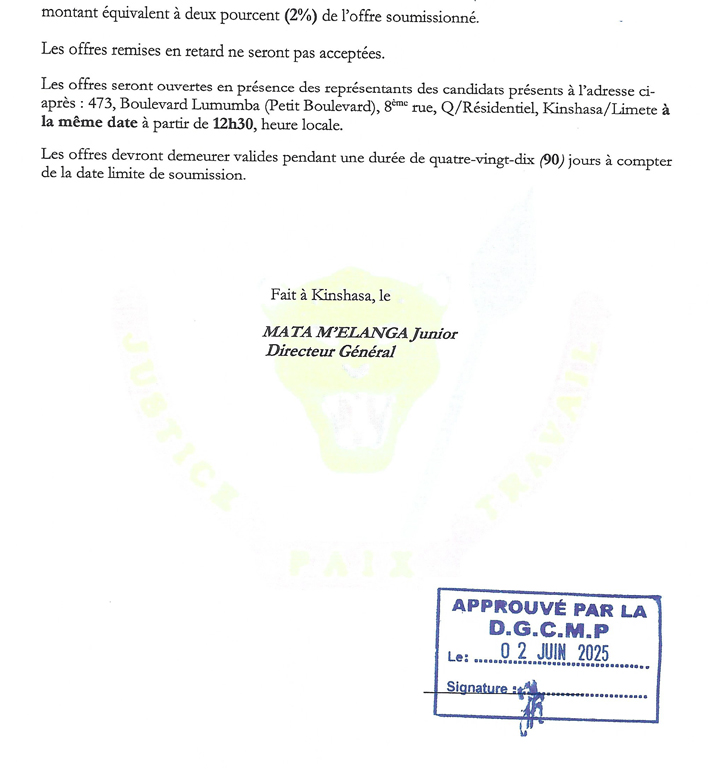 montant équivalent à deux pourcent (2%) de l'offre soumissionné.
Les offres remises en retard ne seront pas acceptées.
Les offres seront ouvertes en présence des représentants des candidats présents à l'adresse ci-
après : 473, Boulevard Lumumba (Petit Boulevard), 8ème rue, Q/Résidentiel, Kinshasa/Limete à
la même date à partir de 12h30, heure locale.
Les offres devront demeurer valides pendant une durée de quatre-vingt-dix (90) jours à compter
de la date limite de soumission.
Fait à Kinshasa, le
MATA M'ELANGA Junior
Directeur Général
JUSTICE
PAIX
TRAVAIL
APPROUVÉ PAR LA
D.G.C.M.P
Le: 02 JUIN 2025
Signature :